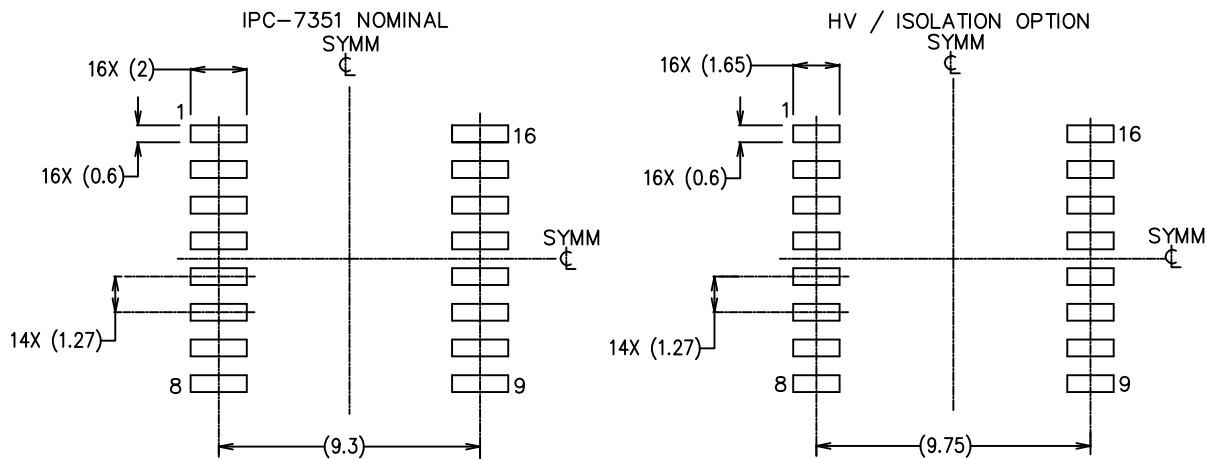 IPC-7351 NOMINAL
SYMM
℄
16X (2)
1
16
16X (0.6)
SYMM
℄
14X (1.27)
8
9
(9.3)
HV / ISOLATION OPTION
SYMM
℄
16X (1.65)
1
16
16X (0.6)
SYMM
℄
14X (1.27)
8
9
(9.75)